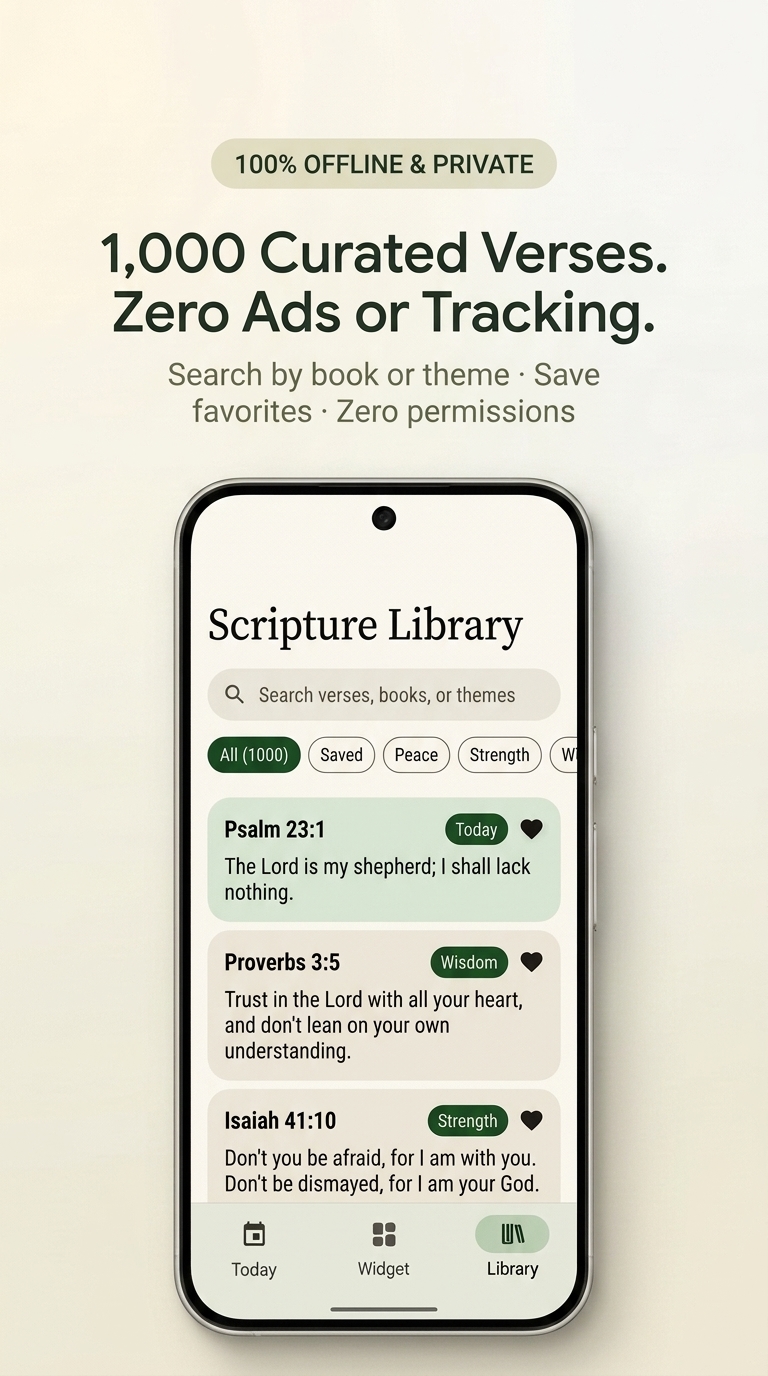 100% OFFLINE & PRIVATE
1,000 Curated Verses.
Zero Ads or Tracking.
Search by book or theme · Save
favorites · Zero permissions
Scripture Library
Search verses, books, or themes
All (1000) Saved Peace Strength
Psalm 23:1 Today
The Lord is my shepherd; I shall lack
nothing.
Proverbs 3:5 Wisdom
Trust in the Lord with all your heart,
and don't lean on your own
understanding.
Isaiah 41:10 Strength
Don't you be afraid, for I am with you.
Don't be dismayed, for I am your God.
Today Widget Library